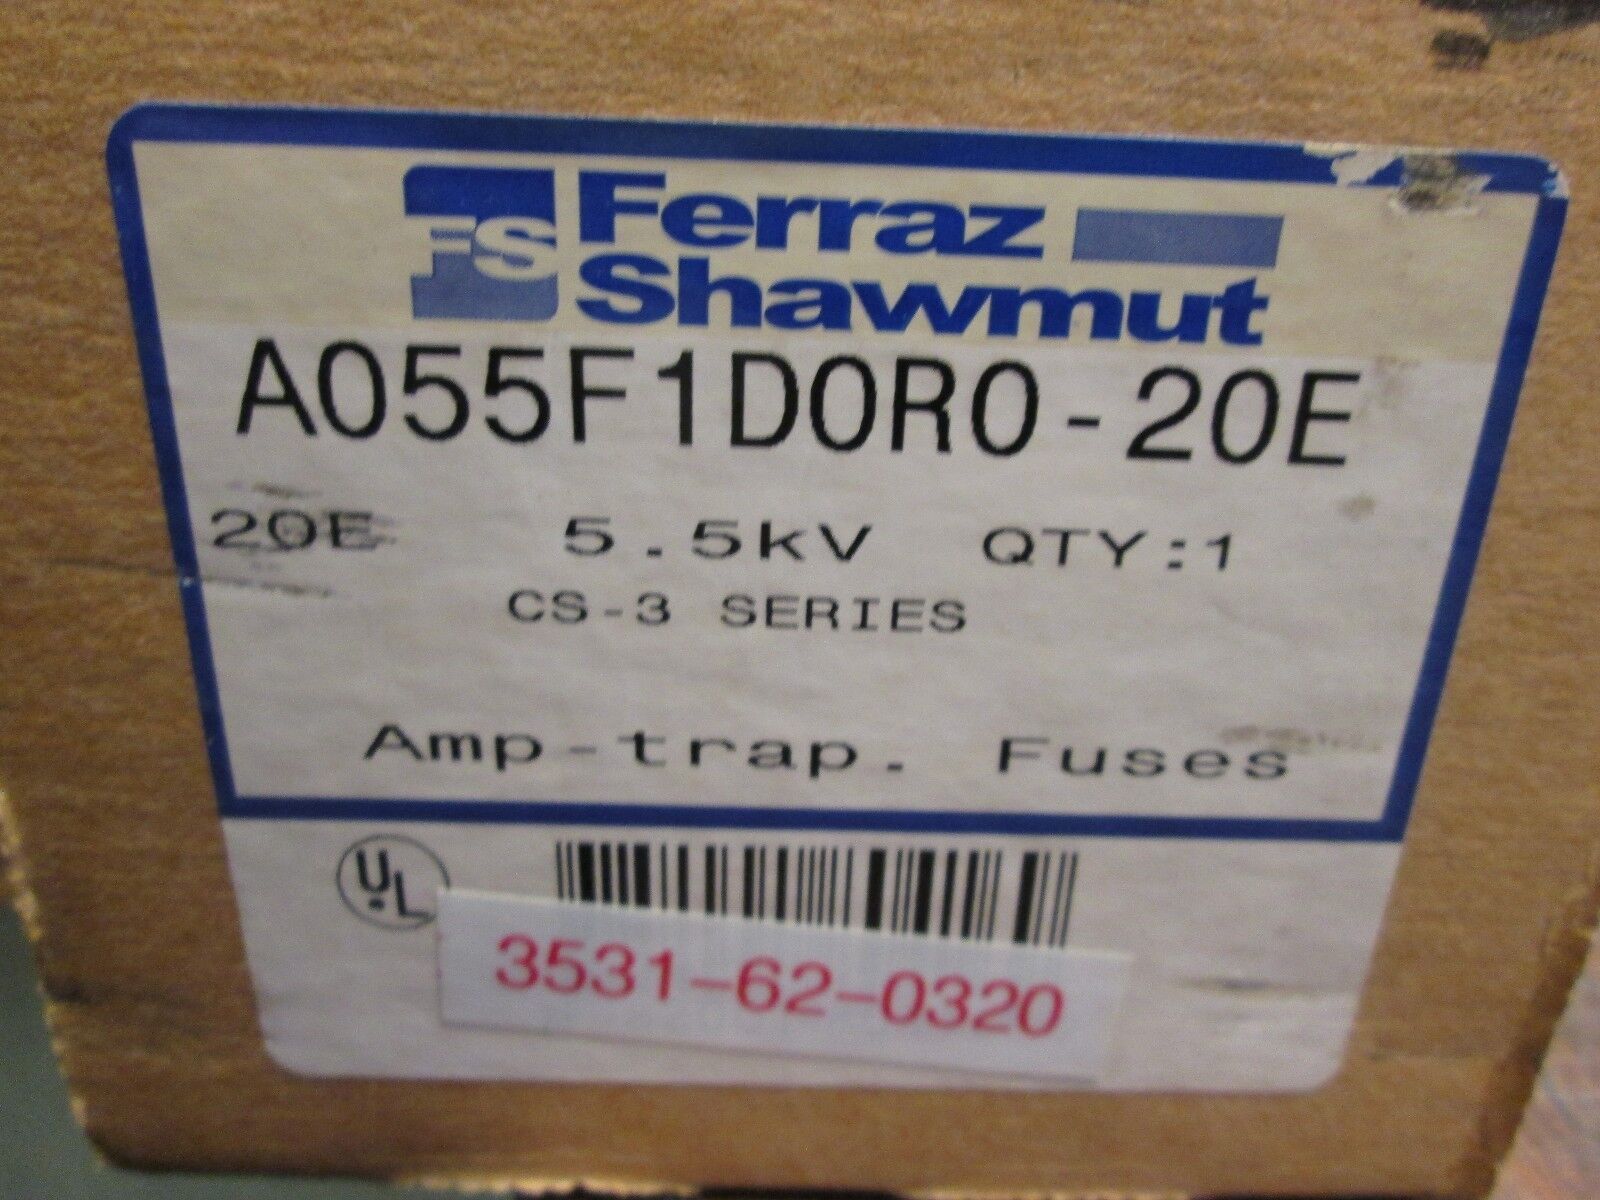 FS Ferraz
Shawmut
A055F1D0R0-20E
20E 5.5kV QTY:1
CS-3 SERIES
Amp-trap. Fuses
UL
3531-62-0320